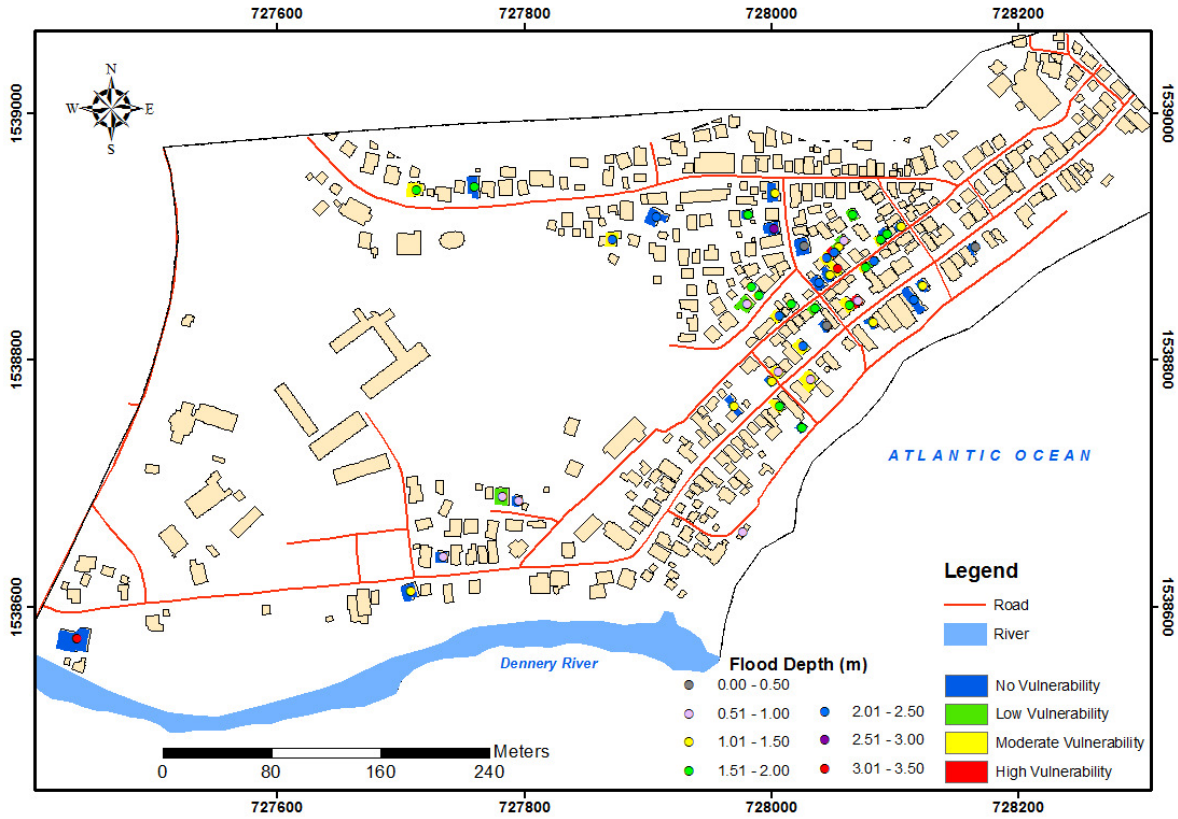 727600 727800 728000 728200
1539000
1539000
N
W E
S
1538800
1538800
ATLANTIC OCEAN
1538600
1538600
Dennery River
Legend
Road
River
No Vulnerability
Low Vulnerability
Moderate Vulnerability
High Vulnerability
Flood Depth (m)
0.00 - 0.50
0.51 - 1.00
1.01 - 1.50
1.51 - 2.00
2.01 - 2.50
2.51 - 3.00
3.01 - 3.50
Meters
0 80 160 240
727600 727800 728000 728200